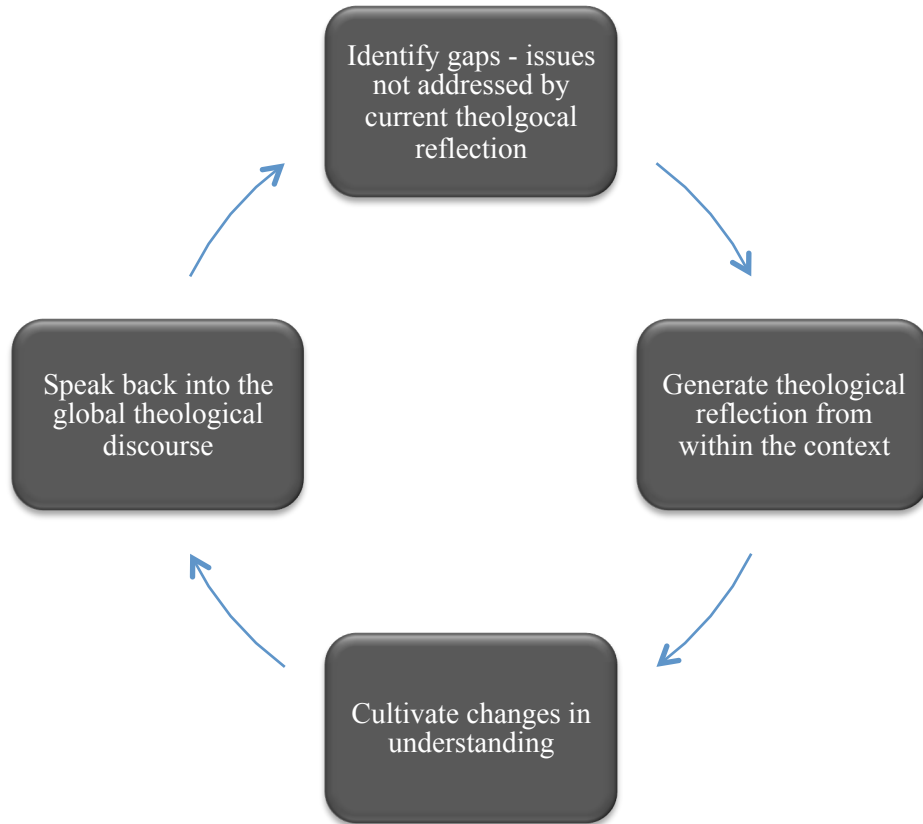 Identify gaps - issues
not addressed by
current theolgocal
reflection
Generate theological
reflection from
within the context
Cultivate changes in
understanding
Speak back into the
global theological
discourse